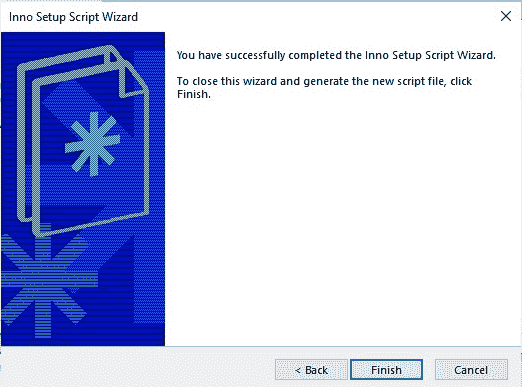 Inno Setup Script Wizard
You have successfully completed the Inno Setup Script Wizard.
To close this wizard and generate the new script file, click
Finish.
< Back
Finish
Cancel